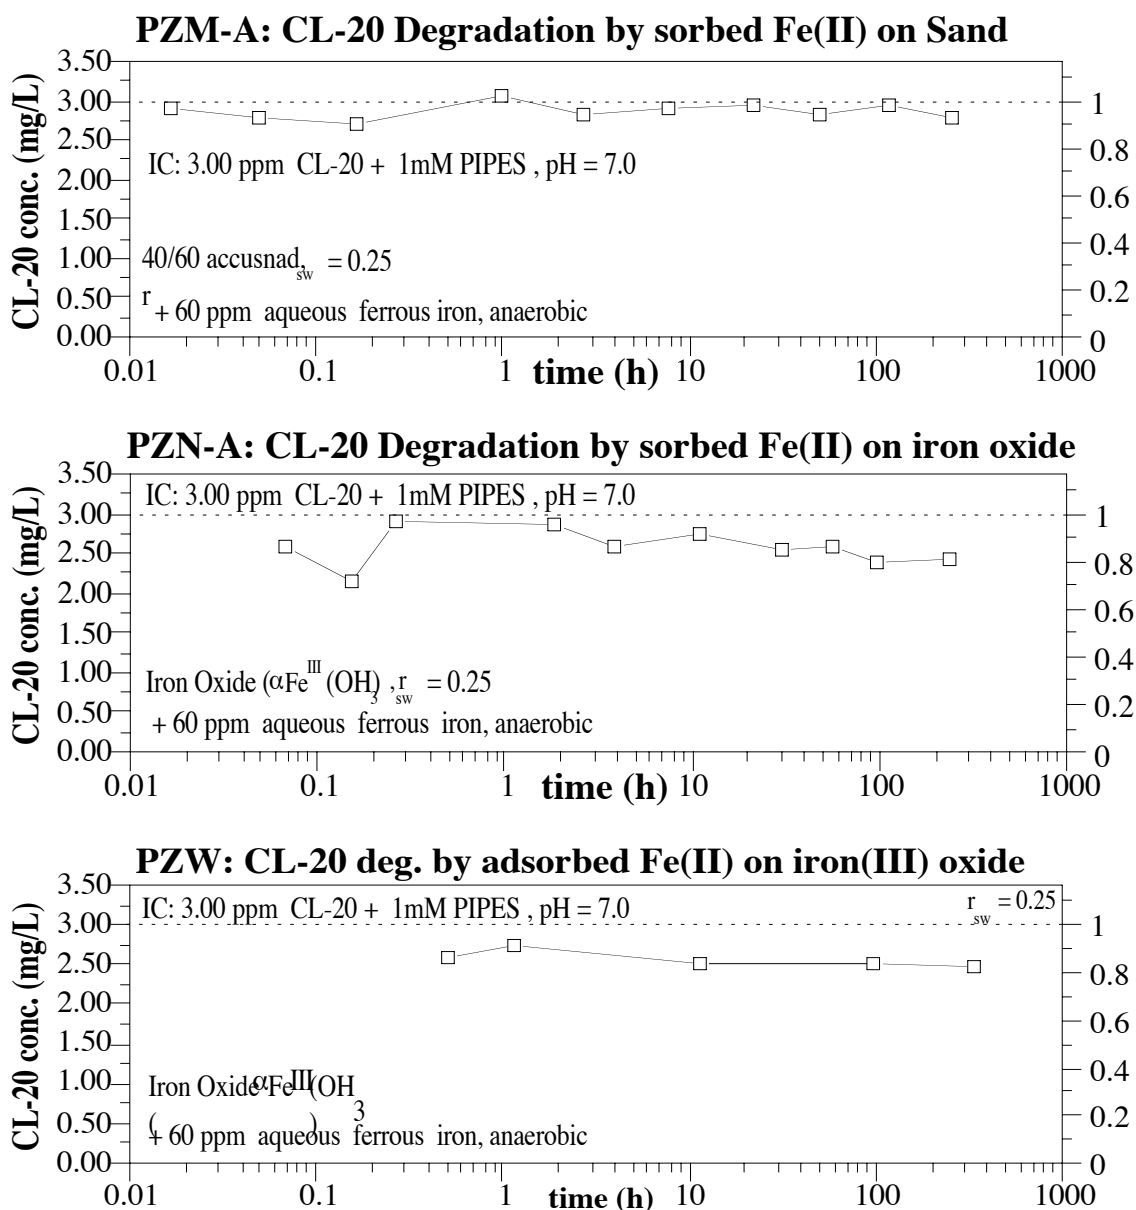 PZM-A: CL-20 Degradation by sorbed Fe(II) on Sand
CL-20 conc. (mg/L)
3.50
3.00
2.50
2.00
1.50
1.00
0.50
0.00
IC: 3.00 ppm CL-20 + 1mM PIPES , pH = 7.0
40/60 accusnad, sw = 0.25
r + 60 ppm aqueous ferrous iron, anaerobic
1
0.8
0.6
0.4
0.2
0
0.01 0.1 1 time (h) 10 100 1000
PZN-A: CL-20 Degradation by sorbed Fe(II) on iron oxide
CL-20 conc. (mg/L)
3.50
3.00
2.50
2.00
1.50
1.00
0.50
0.00
IC: 3.00 ppm CL-20 + 1mM PIPES , pH = 7.0
Iron Oxide (αFeIII (OH)3 , rsw = 0.25
+ 60 ppm aqueous ferrous iron, anaerobic
1
0.8
0.6
0.4
0.2
0
0.01 0.1 1 time (h) 10 100 1000
PZW: CL-20 deg. by adsorbed Fe(II) on iron(III) oxide
CL-20 conc. (mg/L)
3.50
3.00
2.50
2.00
1.50
1.00
0.50
0.00
IC: 3.00 ppm CL-20 + 1mM PIPES , pH = 7.0
rsw = 0.25
Iron Oxide (αFeIII(OH)3
+ 60 ppm aqueous ferrous iron, anaerobic
1
0.8
0.6
0.4
0.2
0
0.01 0.1 1 time (h) 10 100 1000